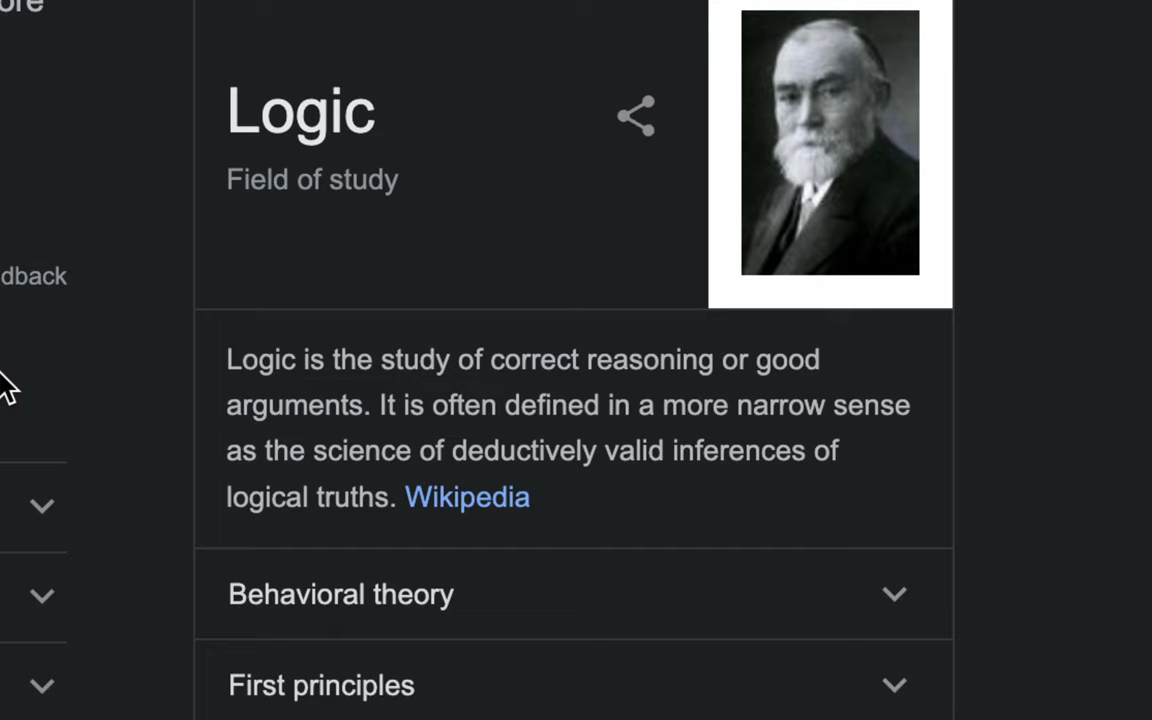 Logic
Field of study
dback
Logic is the study of correct reasoning or good
arguments. It is often defined in a more narrow sense
as the science of deductively valid inferences of
logical truths. Wikipedia
Behavioral theory
First principles